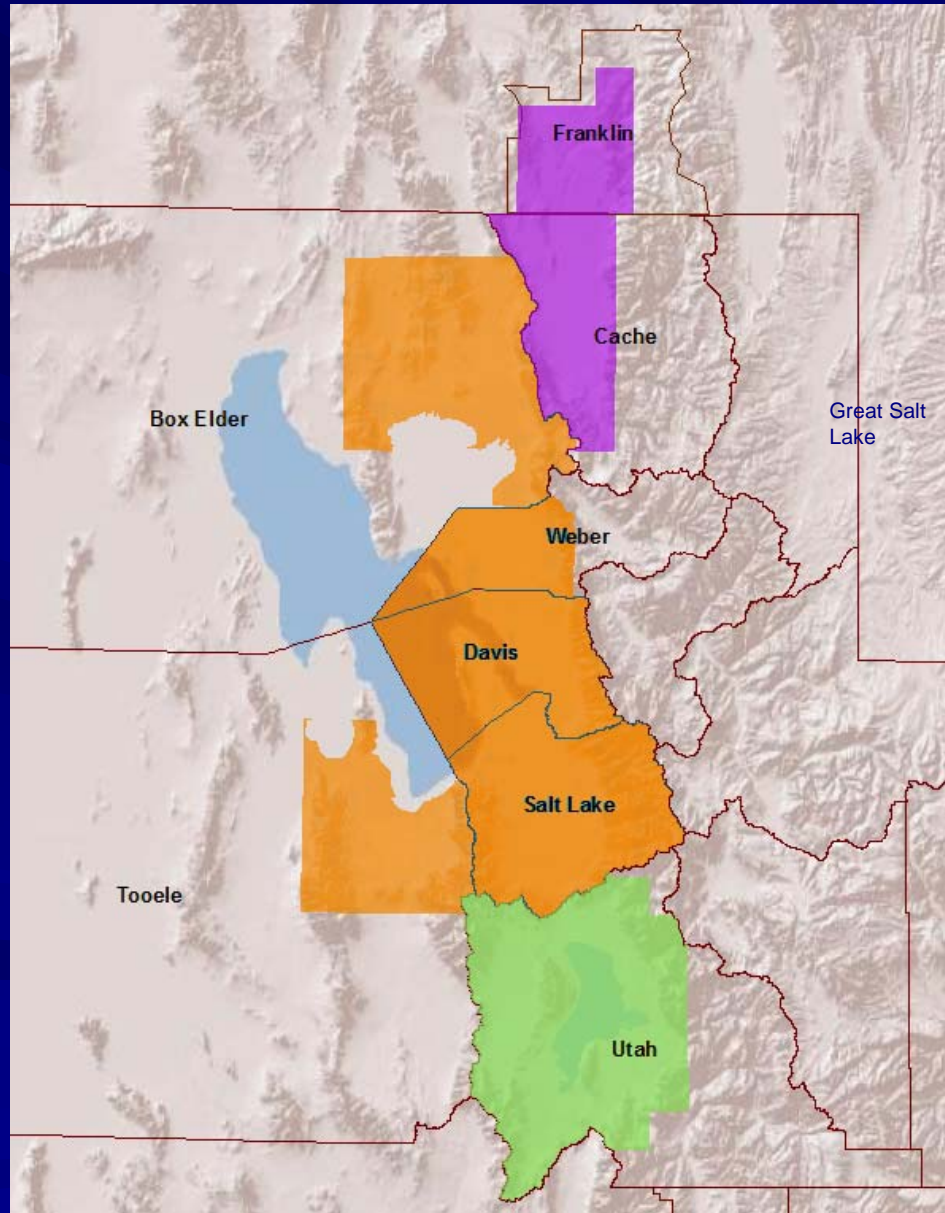 Franklin
Cache
Box Elder
Great Salt
Lake
Weber
Davis
Salt Lake
Tooele
Utah